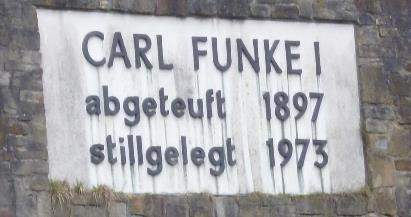 CARL FUNKE I
abgeteuft 1897
stillgelegt 1973